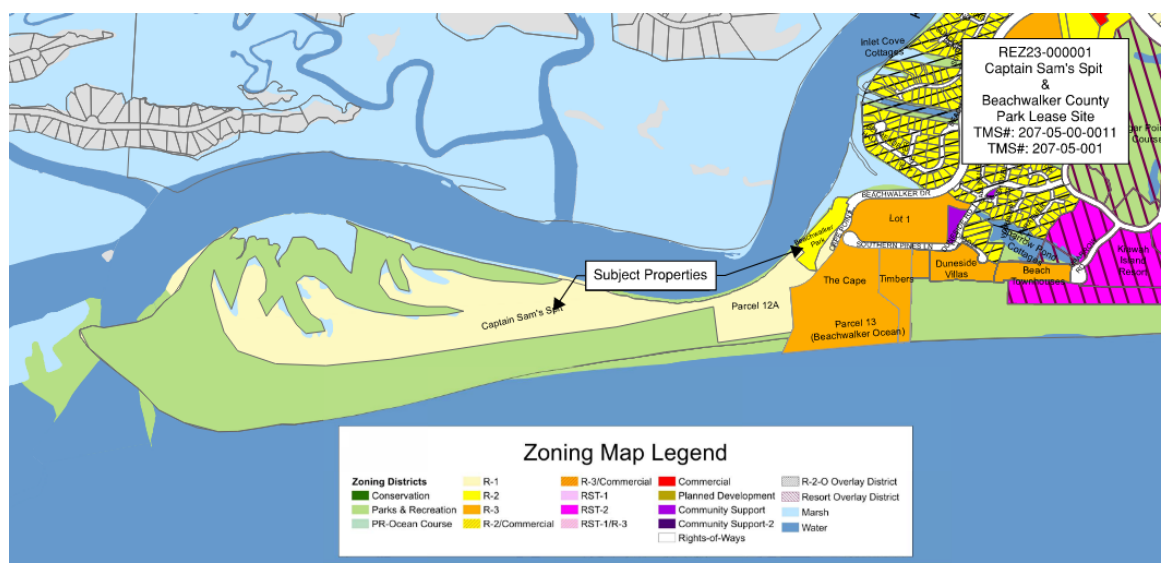 Inlet Cove
Cottages
REZ23-000001
Captain Sam's Spit
&
Beachwalker County
Park Lease Site
TMS#: 207-05-00-0011
TMS#: 207-05-001
Course
BEACHWALKER DR
Lot 1
Beachwalker
Park
SOUTHERN PINES LN
Sparrow Pond
Cottages
Kiawah
Island
Resort
Subject Properties
Duneside
Villas
Beach
Townhouses
The Cape
Timbers
Captain Sam's Spit
Parcel 12A
Parcel 13
(Beachwalker Ocean)
Zoning Map Legend
Zoning Districts
Conservation
Parks & Recreation
PR-Ocean Course
R-1
R-2
R-3
R-2/Commercial
R-3/Commercial
RST-1
RST-2
RST-1/R-3
Commercial
Planned Development
Community Support
Community Support-2
Rights-of-Ways
R-2-O Overlay District
Resort Overlay District
Marsh
Water